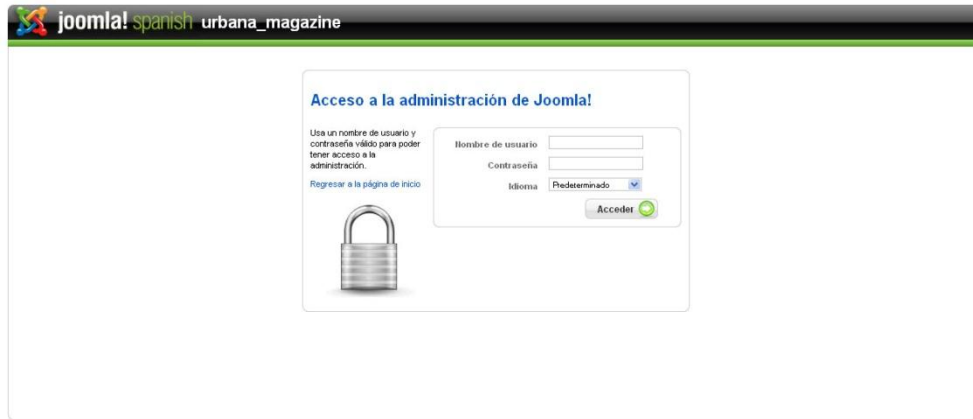 joomla! spanish urbana_magazine
Acceso a la administración de Joomla!
Usa un nombre de usuario y
contraseña válido para poder
tener acceso a la
administración.
Regresar a la página de inicio
Nombre de usuario
Contraseña
Idioma Predeterminado
Acceder